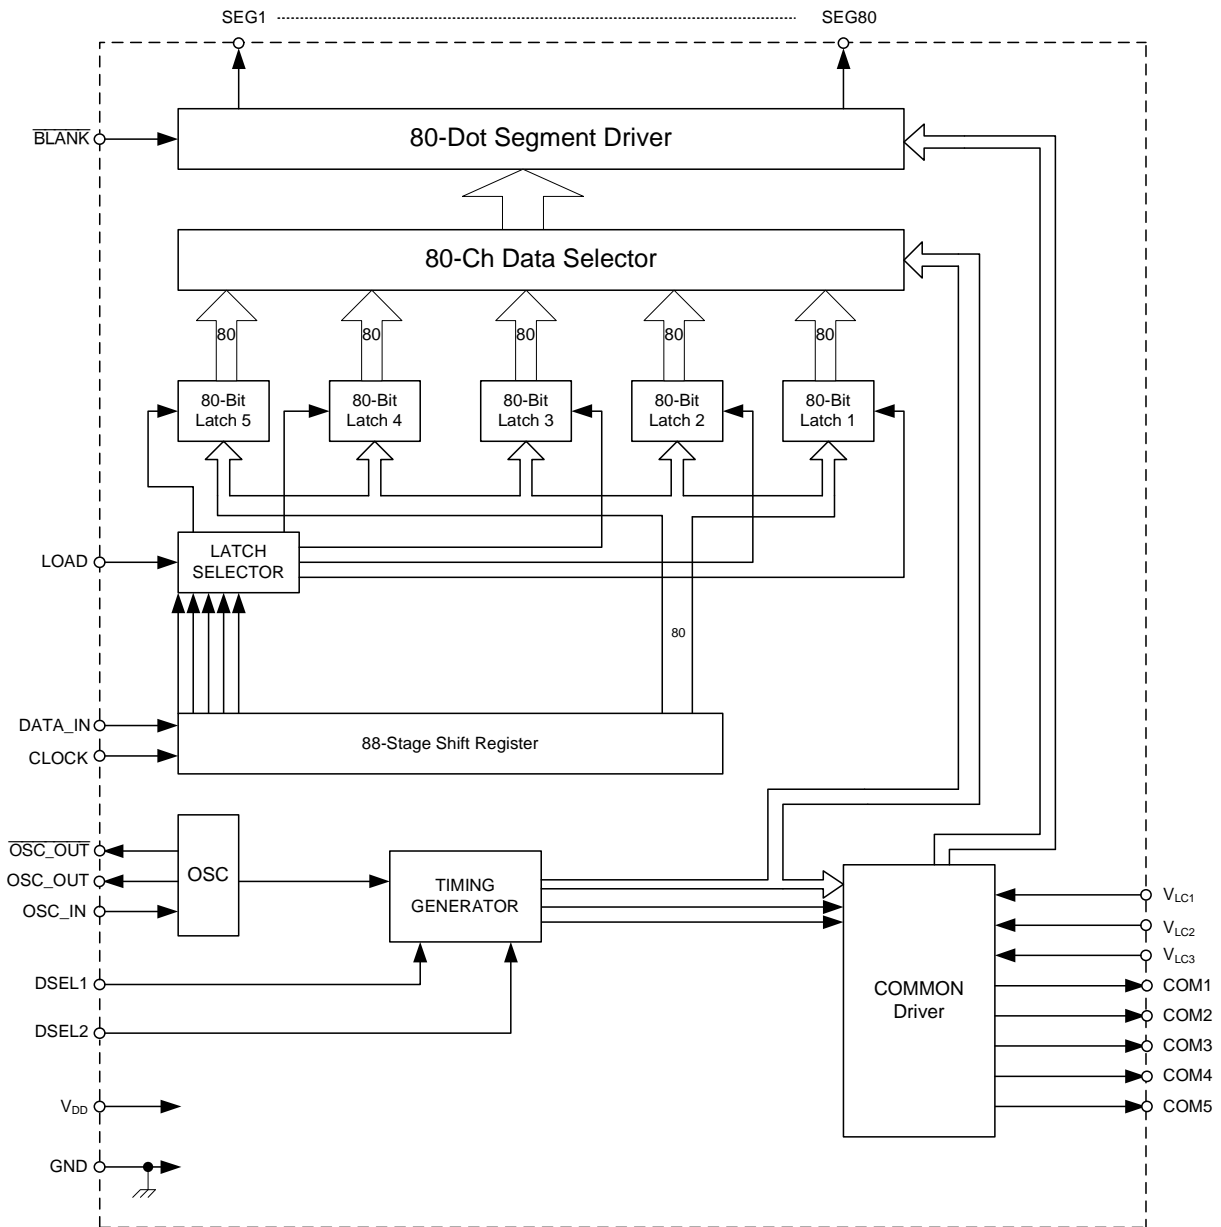 SEG1
SEG80
BLANK
80-Dot Segment Driver
80-Ch Data Selector
80
80
80
80
80
80-Bit
Latch 5
80-Bit
Latch 4
80-Bit
Latch 3
80-Bit
Latch 2
80-Bit
Latch 1
LOAD
LATCH
SELECTOR
80
DATA_IN
CLOCK
88-Stage Shift Register
OSC_OUT
OSC_OUT
OSC_IN
OSC
TIMING
GENERATOR
DSEL1
DSEL2
COMMON
Driver
VLC1
VLC2
VLC3
COM1
COM2
COM3
COM4
COM5
VDD
GND